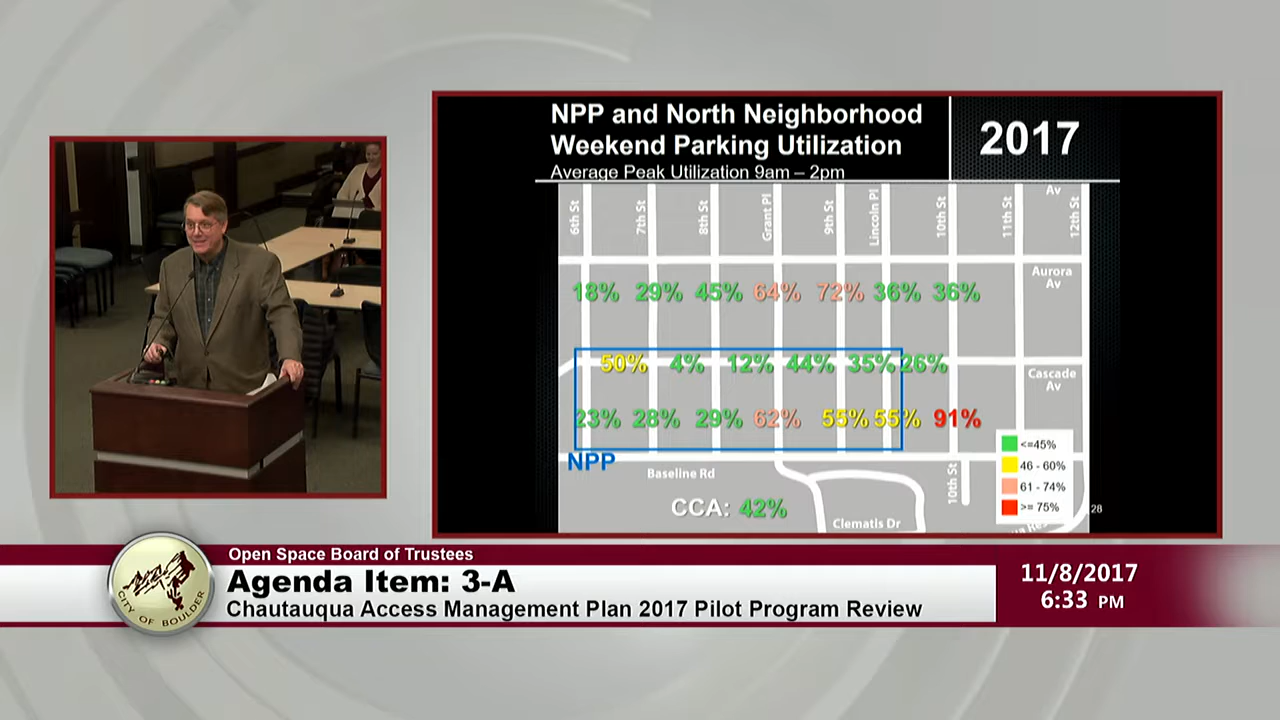 NPP and North Neighborhood
Weekend Parking Utilization
Average Peak Utilization 9am – 2pm
2017
6th St
7th St
8th St
Grant Pl
9th St
Lincoln Pl
10th St
11th St
12th St
Av
Aurora
Av
18% 29% 45% 64% 72% 36% 36%
50% 4% 12% 44% 35% 26%
Cascade
Av
23% 28% 29% 62% 55% 55% 91%
NPP
Baseline Rd
10th St
CCA: 42%
Clematis Dr
<=45%
46 - 60%
61 - 74%
>= 75%
28
Open Space Board of Trustees
Agenda Item: 3-A
Chautauqua Access Management Plan 2017 Pilot Program Review
CITY OF BOULDER
11/8/2017
6:33 PM